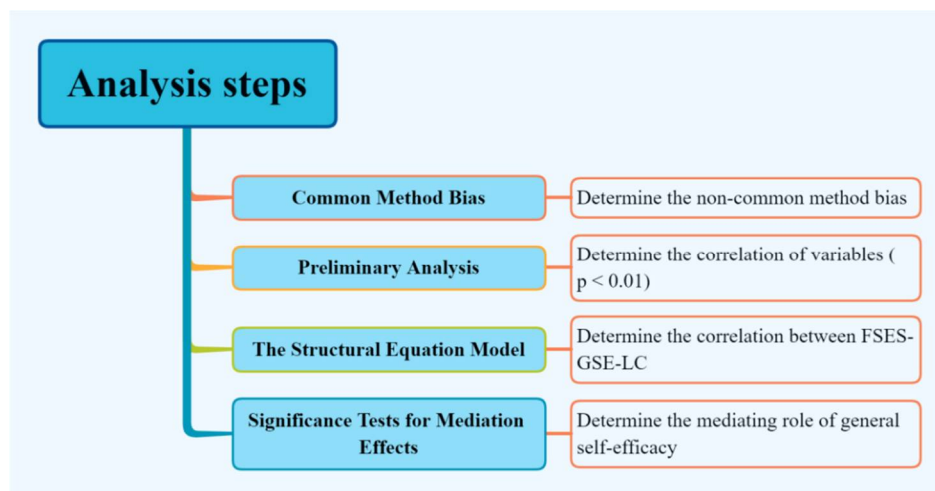 Analysis steps
Common Method Bias
Determine the non-common method bias
Preliminary Analysis
Determine the correlation of variables (
p < 0.01)
The Structural Equation Model
Determine the correlation between FSES-
GSE-LC
Significance Tests for Mediation
Effects
Determine the mediating role of general
self-efficacy